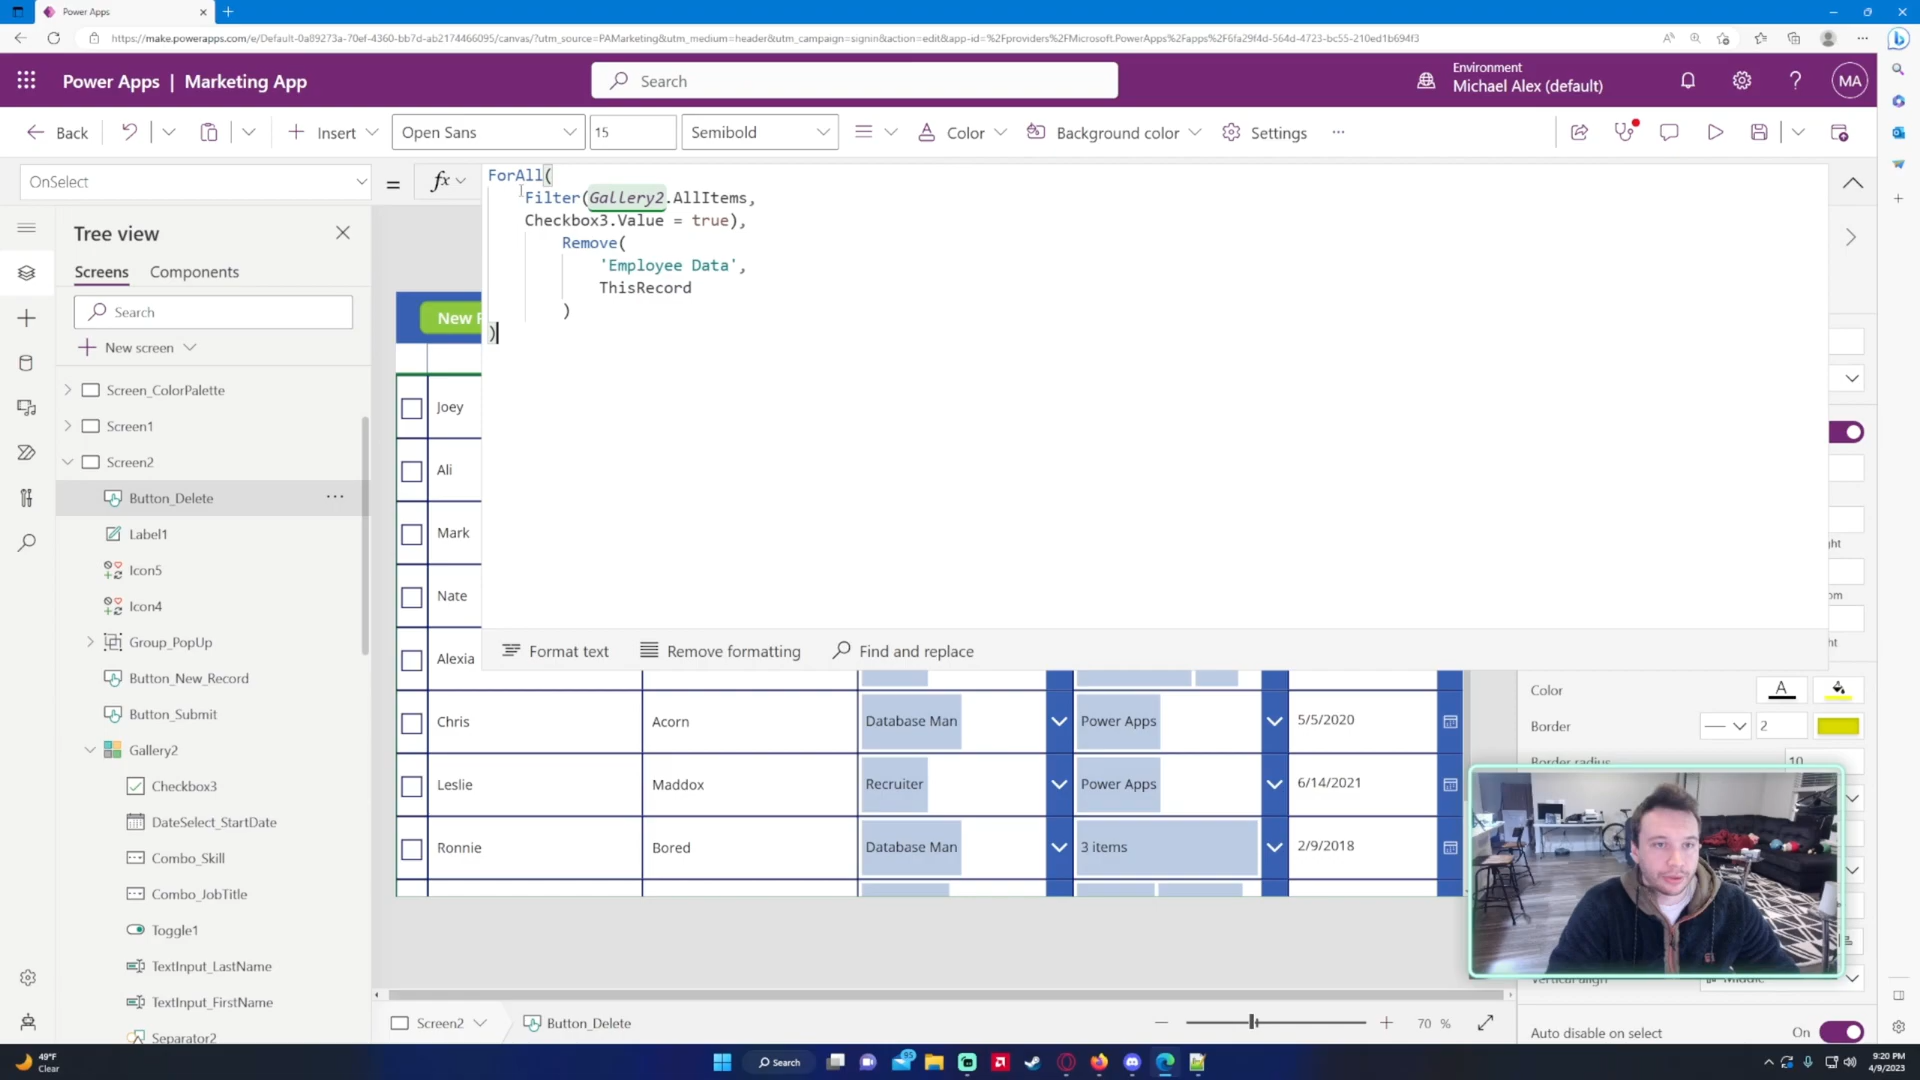 Power Apps
https://make.powerapps.com/e/Default-0a89273a-70ef-4360-bb7d-ab2174466095/canvas/?utm_source=PAMarketing&utm_medium=header&utm_campaign=signin&action=edit&app-id=%2Fproviders%2FMicrosoft.PowerApps%2Fapps%2F6fa29f4d-564d-4723-bc55-210ed1b694f3
Power Apps | Marketing App
Search
Environment
Michael Alex (default)
MA
Back
Insert
Open Sans
15
Semibold
Color
Background color
Settings
OnSelect
=
fx
ForAll(
Filter(Gallery2.AllItems,
Checkbox3.Value = true),
Remove(
'Employee Data',
ThisRecord
)
)
Format text
Remove formatting
Find and replace
Tree view
Screens
Components
Search
New screen
Screen_ColorPalette
Screen1
Screen2
Button_Delete
Label1
Icon5
Icon4
Group_PopUp
Button_New_Record
Button_Submit
Gallery2
Checkbox3
DateSelect_StartDate
Combo_Skill
Combo_JobTitle
Toggle1
TextInput_LastName
TextInput_FirstName
Separator2
New
Joey
Ali
Mark
Nate
Alexia
Chris Acorn Database Man Power Apps 5/5/2020
Leslie Maddox Recruiter Power Apps 6/14/2021
Ronnie Bored Database Man 3 items 2/9/2018
Color
A
Border
2
Border radius
10
Vertical align
Middle
Auto disable on select
On
Screen2
Button_Delete
70 %
49°F
Clear
Search
9:20 PM
4/9/2023